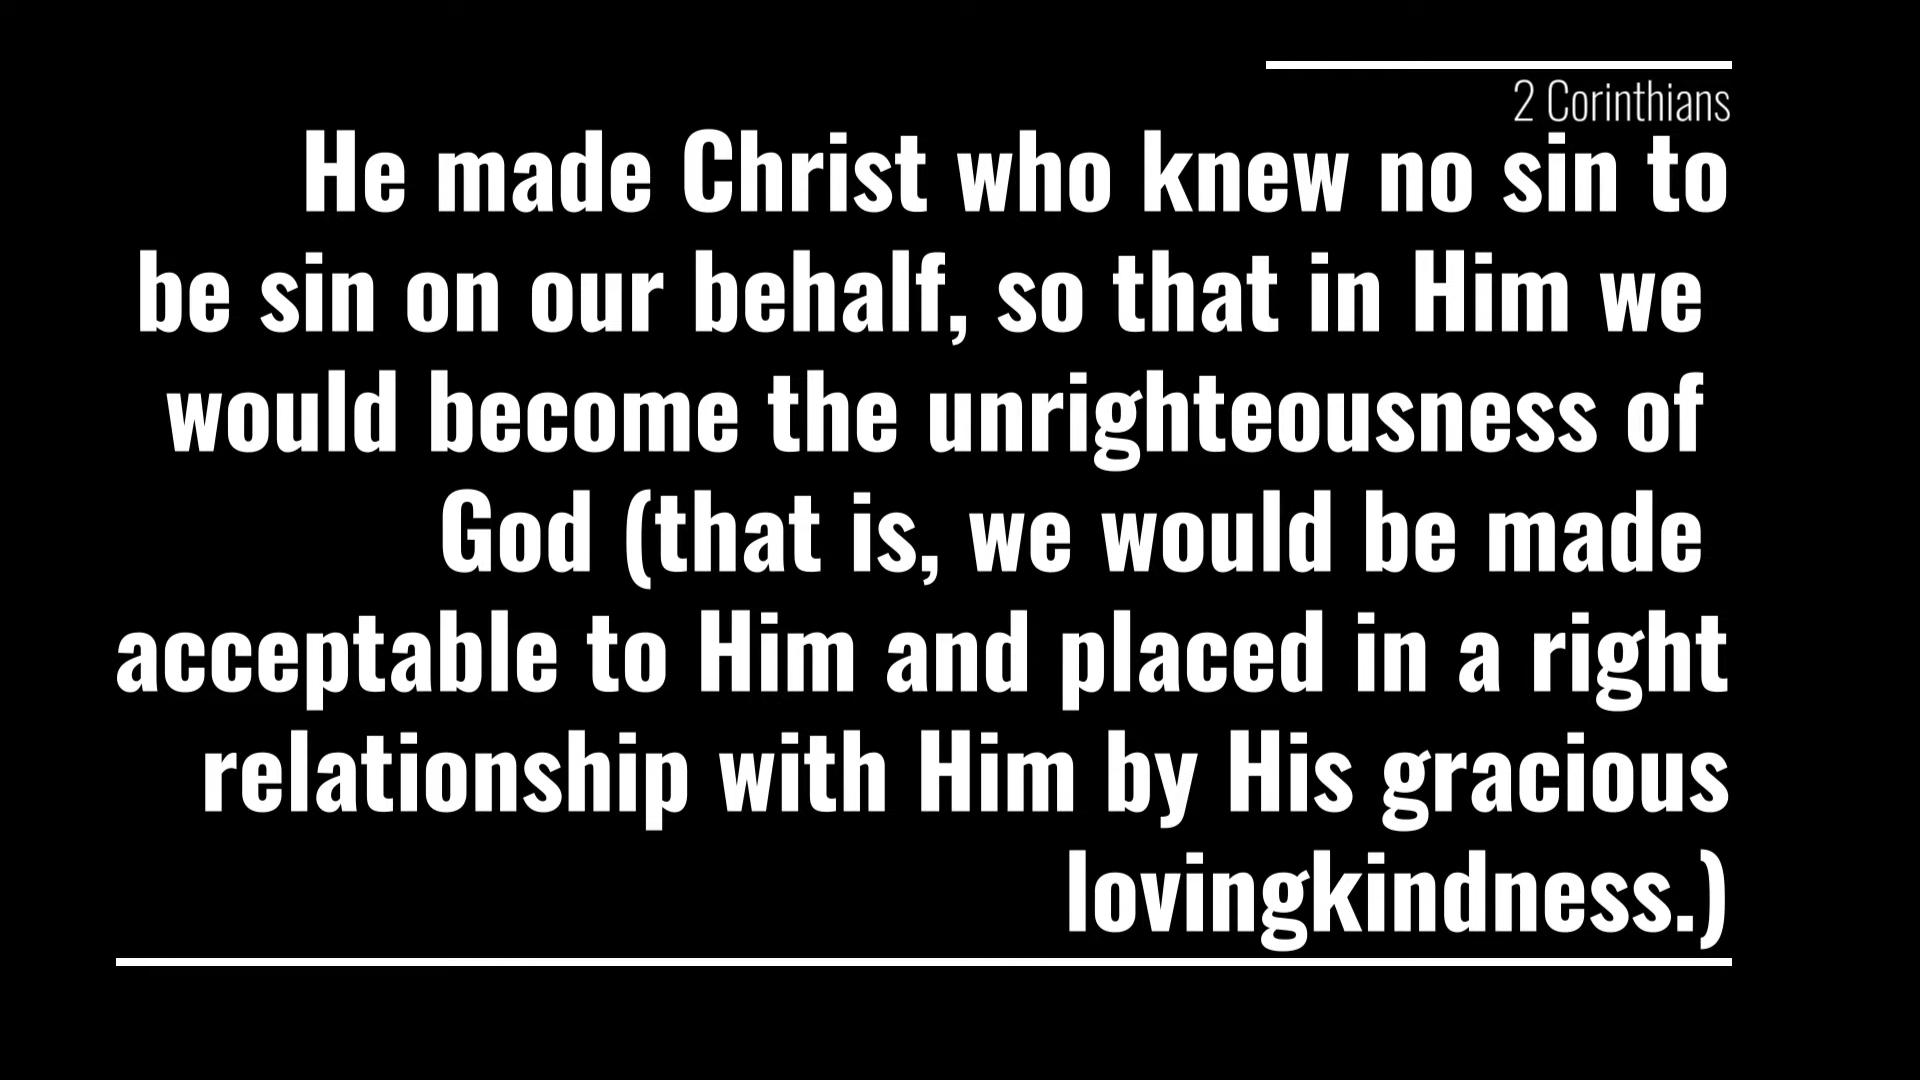 2 Corinthians
He made Christ who knew no sin to
be sin on our behalf, so that in Him we
would become the unrighteousness of
God (that is, we would be made
acceptable to Him and placed in a right
relationship with Him by His gracious
lovingkindness.)